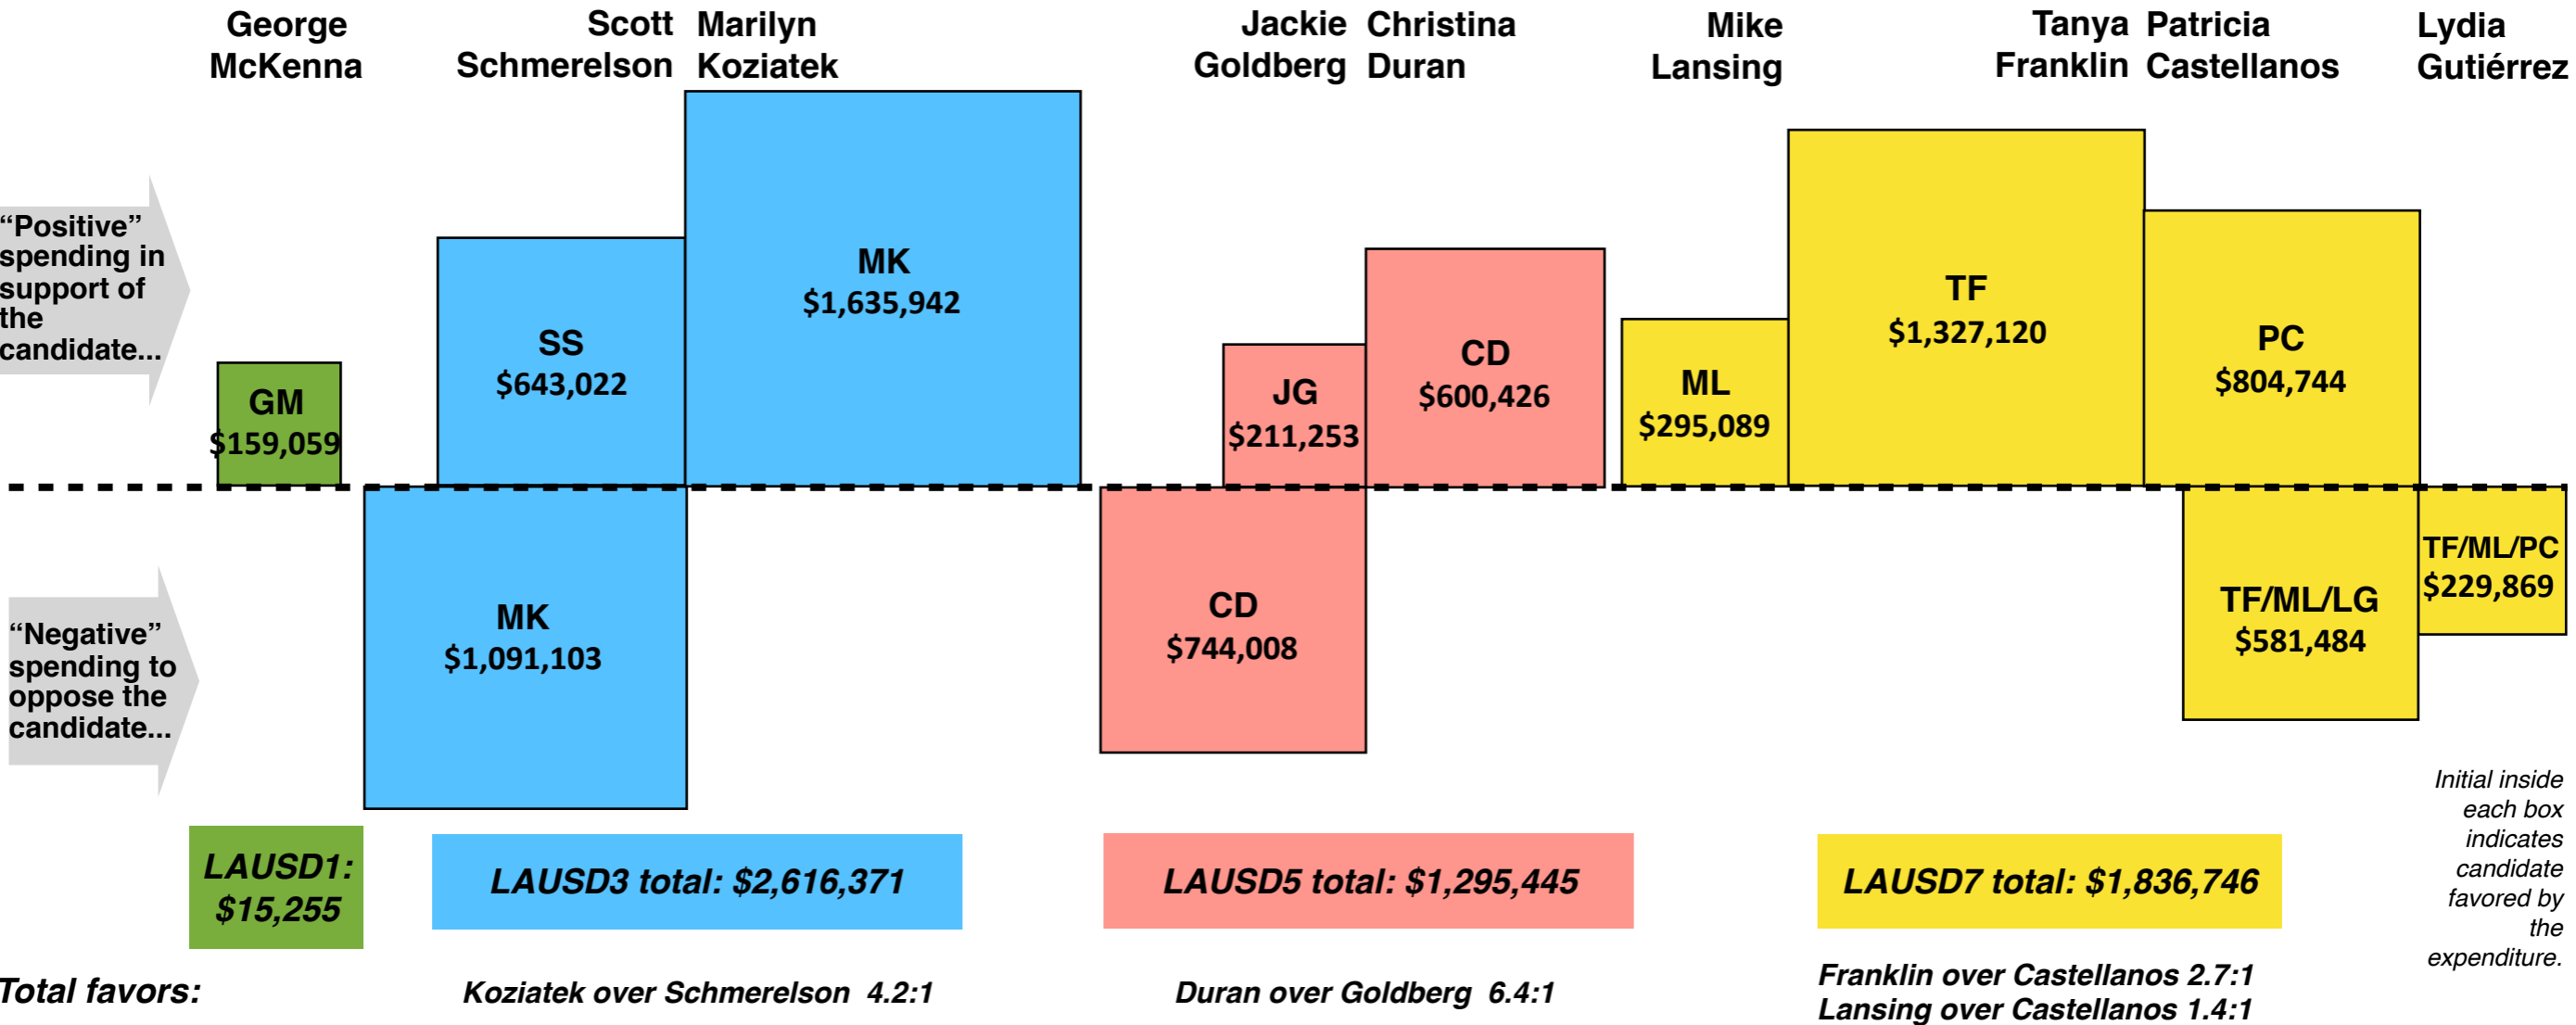 George
McKenna
Scott
Schmerelson
Marilyn
Koziatek
Jackie
Goldberg
Christina
Duran
Mike
Lansing
Tanya
Franklin
Patricia
Castellanos
Lydia
Gutiérrez
“Positive”
spending in
support of
the
candidate...
GM
$159,059
SS
$643,022
MK
$1,635,942
JG
$211,253
CD
$600,426
ML
$295,089
TF
$1,327,120
PC
$804,744
“Negative”
spending to
oppose the
candidate...
MK
$1,091,103
CD
$744,008
TF/ML/LG
$581,484
TF/ML/PC
$229,869
Initial inside
each box
indicates
candidate
favored by
the
expenditure.
LAUSD1:
$15,255
LAUSD3 total: $2,616,371
LAUSD5 total: $1,295,445
LAUSD7 total: $1,836,746
Total favors:
Koziatek over Schmerelson 4.2:1
Duran over Goldberg 6.4:1
Franklin over Castellanos 2.7:1
Lansing over Castellanos 1.4:1